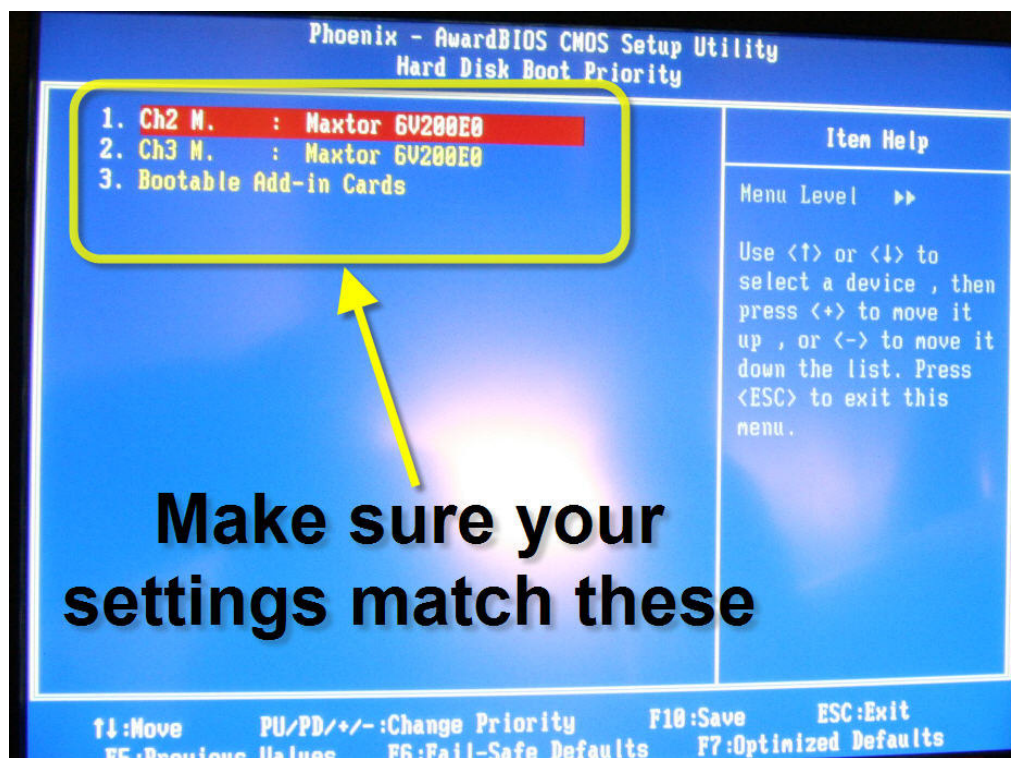 Phoenix - AwardBIOS CMOS Setup Utility
Hard Disk Boot Priority
1. Ch2 M. : Maxtor 6V200E0
2. Ch3 M. : Maxtor 6V200E0
3. Bootable Add-in Cards
Item Help
Menu Level ►►
Use <↑> or <↓> to
select a device , then
press <+> to move it
up , or <-> to move it
down the list. Press
<ESC> to exit this
menu.
Make sure your
settings match these
↑↓:Move PU/PD/+/-:Change Priority F10:Save ESC:Exit
F5:Previous Values F6:Fail-Safe Defaults F7:Optimized Defaults